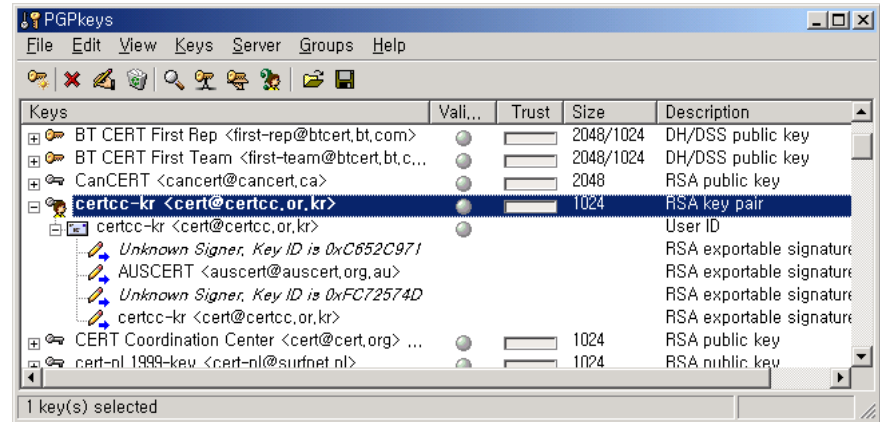 PGPkeys
File Edit View Keys Server Groups Help
Keys Vali... Trust Size Description
BT CERT First Rep <first-rep@btcert.bt.com> 2048/1024 DH/DSS public key
BT CERT First Team <first-team@btcert.bt.c... 2048/1024 DH/DSS public key
CanCERT <cancert@cancert.ca> 2048 RSA public key
certcc-kr <cert@certcc.or.kr> 1024 RSA key pair
certcc-kr <cert@certcc.or.kr> User ID
Unknown Signer, Key ID is 0xC652C971 RSA exportable signature
AUSCERT <auscert@auscert.org.au> RSA exportable signature
Unknown Signer, Key ID is 0xFC72574D RSA exportable signature
certcc-kr <cert@certcc.or.kr> RSA exportable signature
CERT Coordination Center <cert@cert.org> ... 1024 RSA public key
cert-nl 1999-key <cert-nl@surfnet.nl> 1024 RSA public key
1 key(s) selected